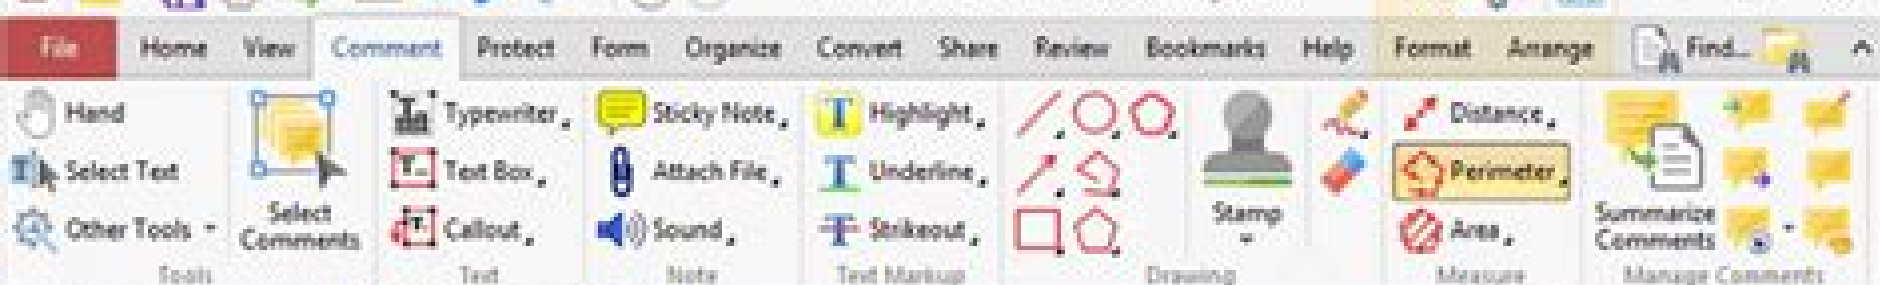 File Home View Comment Protect Form Organize Convert Share Review Bookmarks Help Format Arrange Find...
Hand
Select Text
Other Tools
Tools
Select
Comments
Typewriter
Text Box
Callout
Text
Sticky Note
Attach File
Sound
Note
Highlight
Underline
Strikeout
Text Markup
Drawing
Stamp
Distance
Perimeter
Area
Measure
Summarize
Comments
Manage Comments